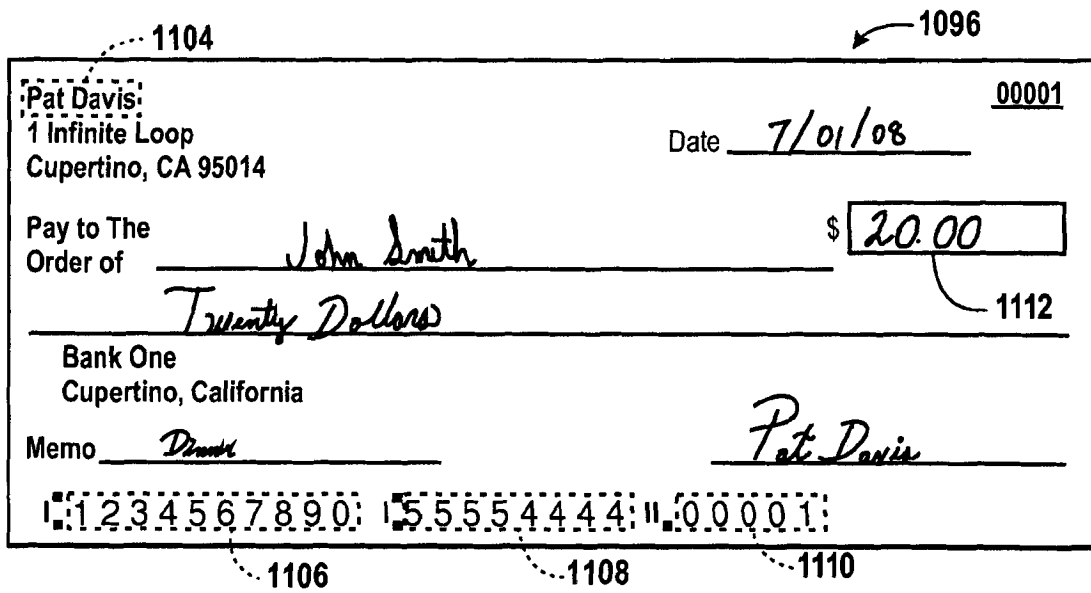 1104
1096
Pat Davis
00001
1 Infinite Loop
Date 7/01/08
Cupertino, CA 95014
Pay to The
Order of John Smith $ 20.00
1112
Twenty Dollars
Bank One
Cupertino, California
Memo Dinner Pat Davis
1234567890 555554444 00001
1106 1108 1110